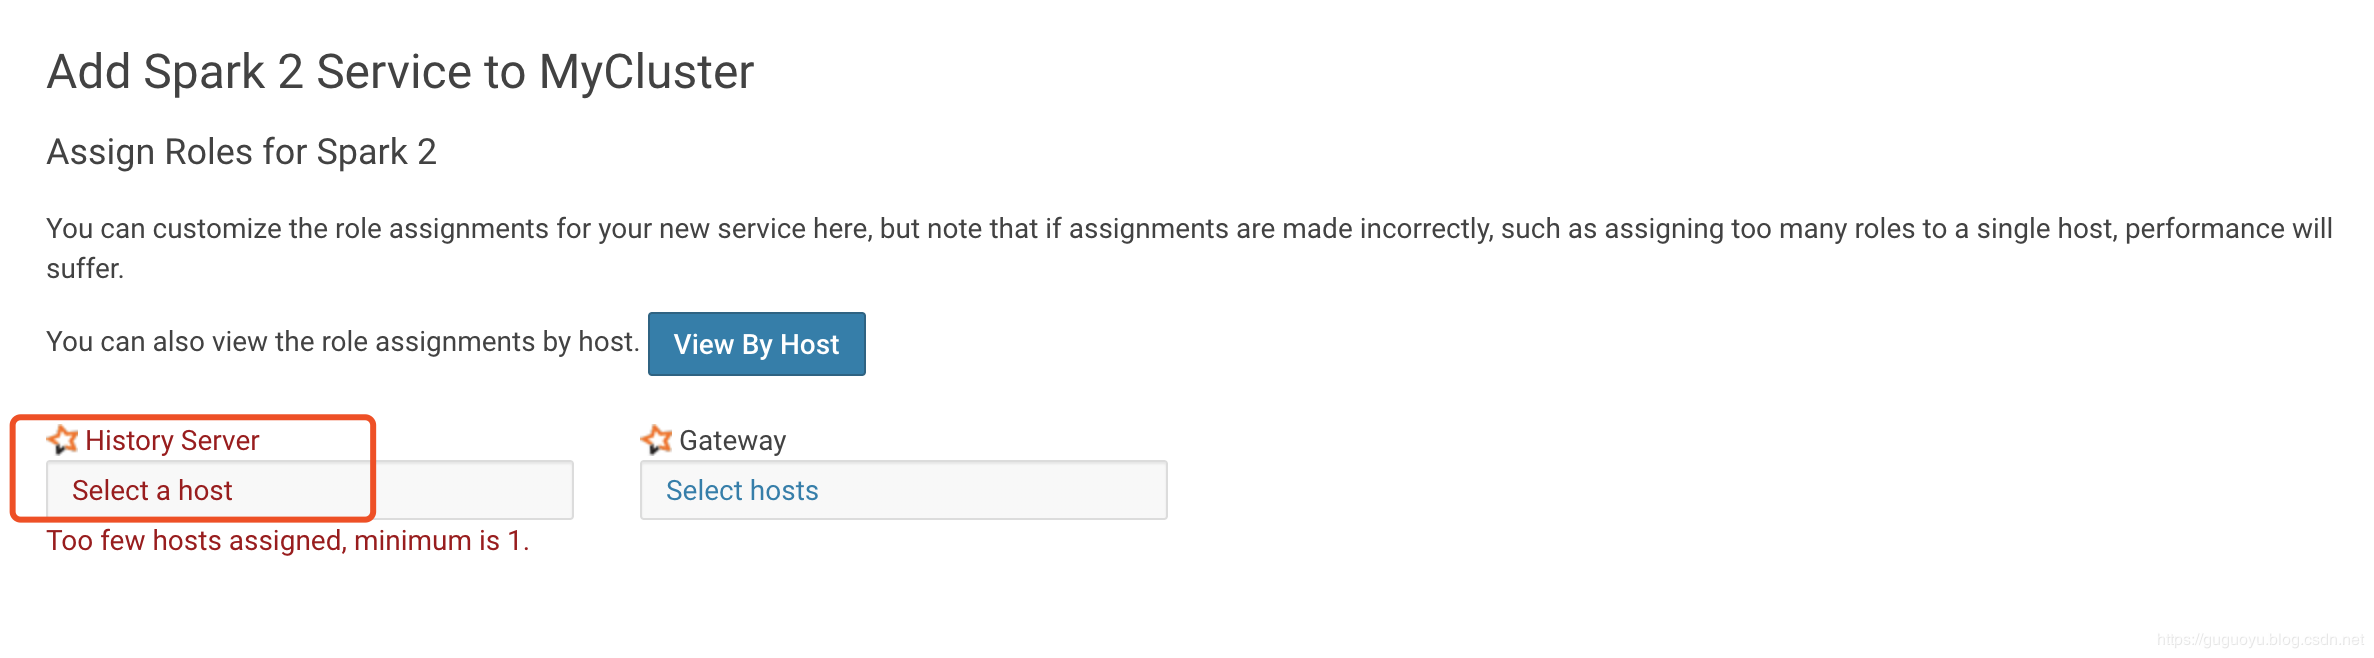 Add Spark 2 Service to MyCluster
Assign Roles for Spark 2
You can customize the role assignments for your new service here, but note that if assignments are made incorrectly, such as assigning too many roles to a single host, performance will
suffer.
You can also view the role assignments by host. View By Host
History Server
Select a host
Too few hosts assigned, minimum is 1.
Gateway
Select hosts
https://guguoyu.blog.csdn.net